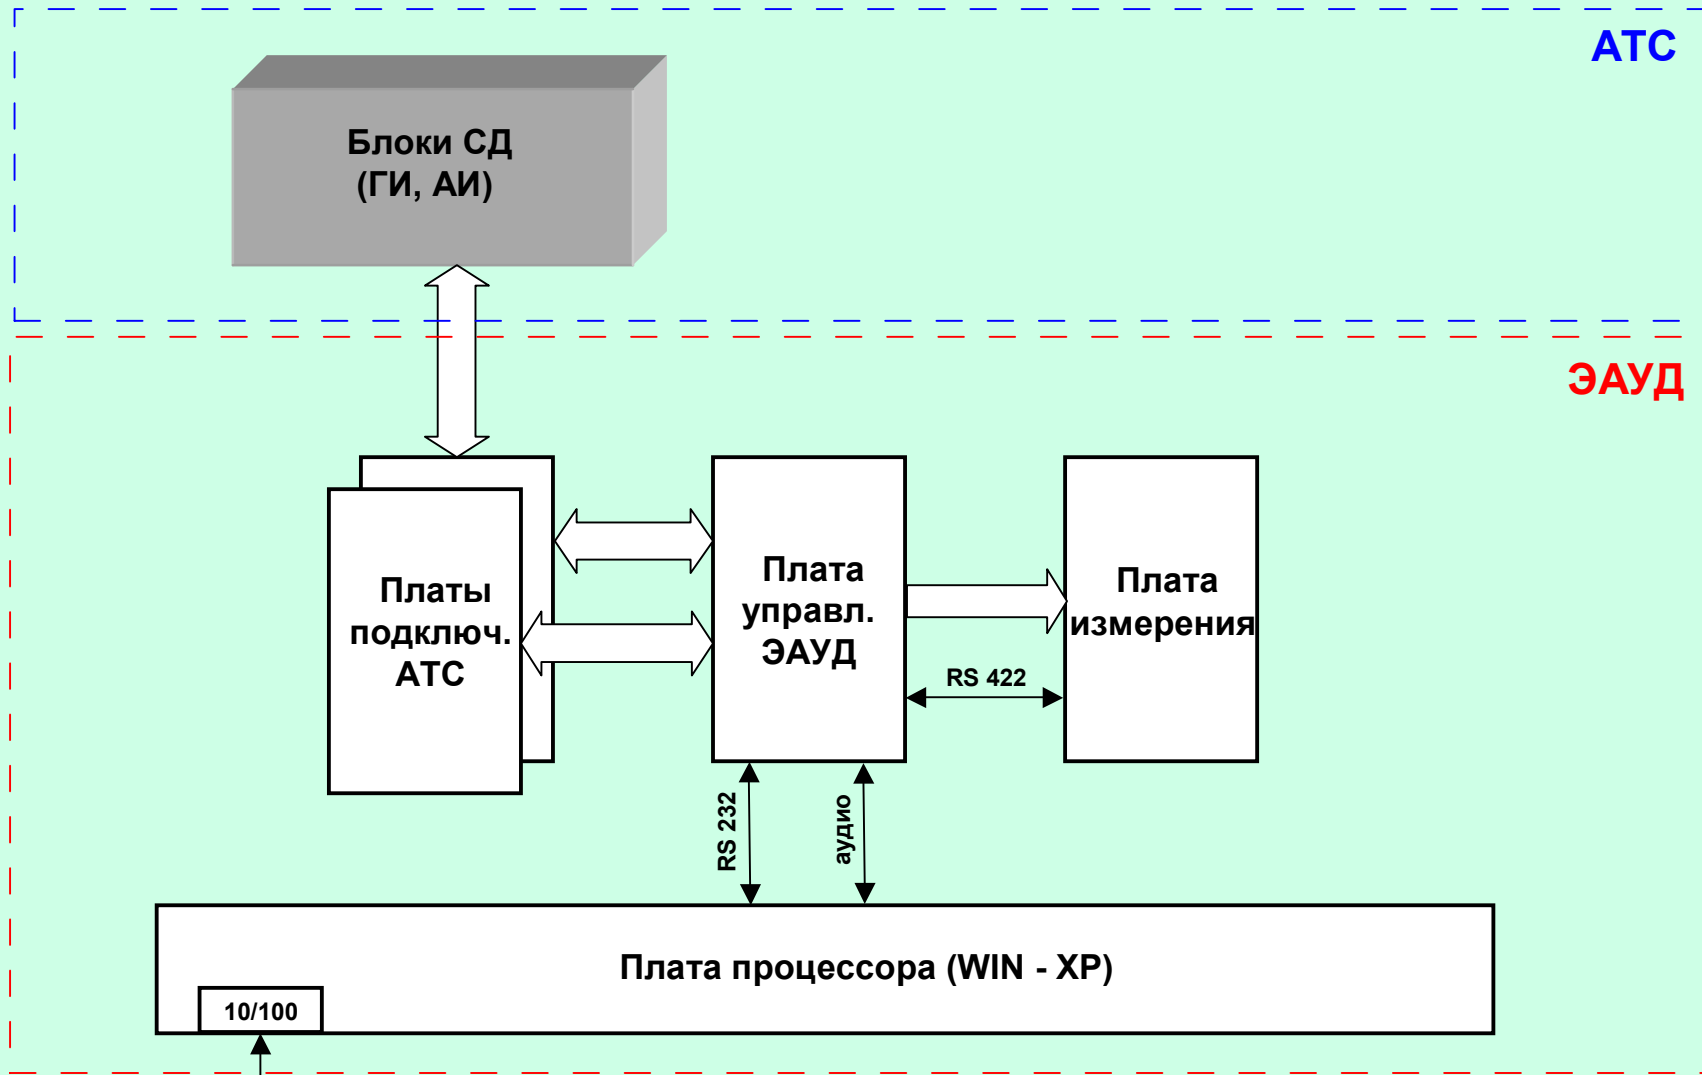 АТС
Блоки СД
(ГИ, АИ)
ЭАУД
Платы
подключ.
АТС
Плата
управл.
ЭАУД
Плата
измерения
RS 422
RS 232
аудио
Плата процессора (WIN - XP)
10/100